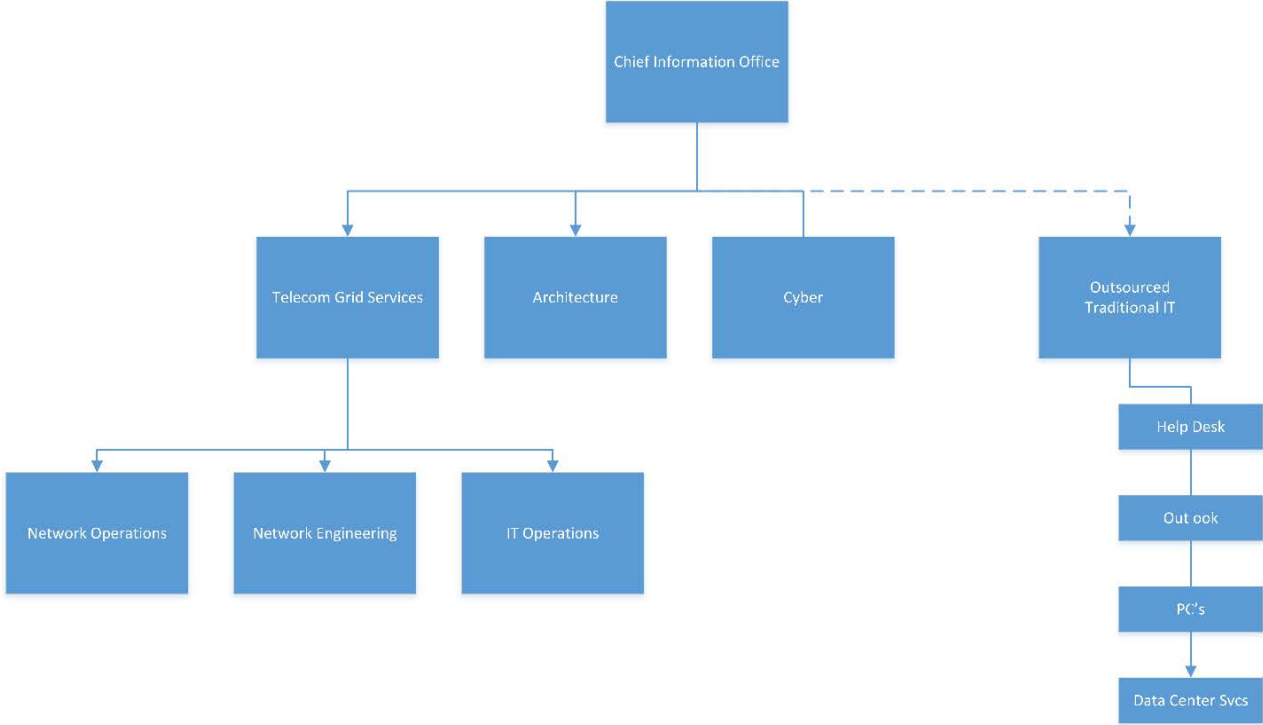 Chief Information Office
Telecom Grid Services
Architecture
Cyber
Outsourced
Traditional IT
Help Desk
Network Operations
Network Engineering
IT Operations
Out ook
PC's
Data Center Svcs